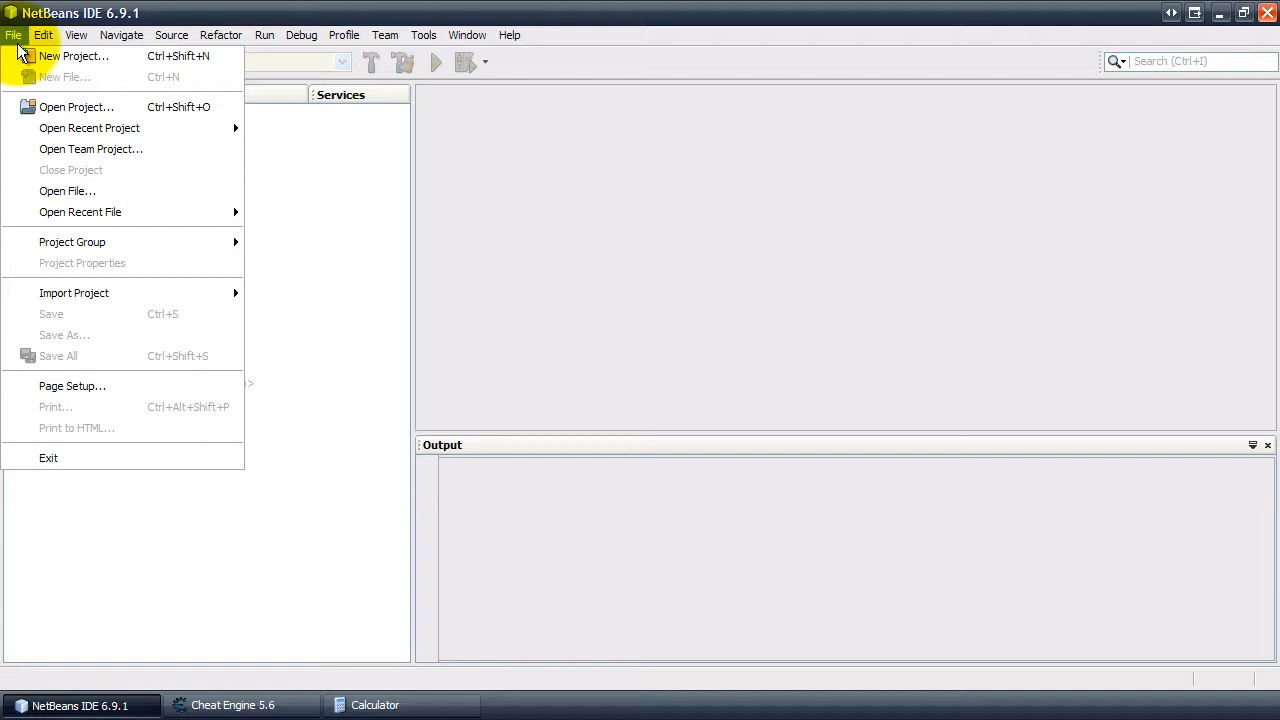 NetBeans IDE 6.9.1
File Edit View Navigate Source Refactor Run Debug Profile Team Tools Window Help
Search (Ctrl+I)
New Project... Ctrl+Shift+N
New File... Ctrl+N
Open Project... Ctrl+Shift+O
Open Recent Project
Open Team Project...
Close Project
Open File...
Open Recent File
Project Group
Project Properties
Import Project
Save Ctrl+S
Save As...
Save All Ctrl+Shift+S
Page Setup...
Print... Ctrl+Alt+Shift+P
Print to HTML...
Exit
Services
>
Output
NetBeans IDE 6.9.1 Cheat Engine 5.6 Calculator